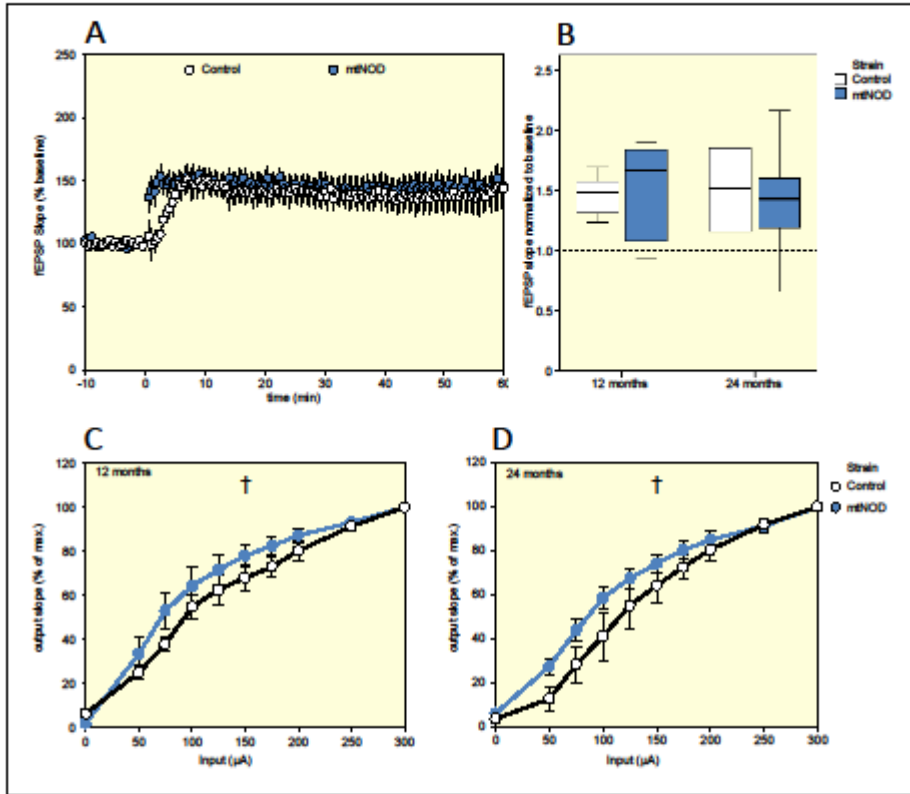 A
Control
mtNOD
250
200
150
100
50
0
fEPSP Slope (% baseline)
-10 0 10 20 30 40 50 60
time (min)
B
Strain
Control
mtNOD
2.5
2.0
1.5
1.0
0.5
0
fEPSP slope normalized to baseline
12 months 24 months
C
12 months
†
120
100
80
60
40
20
0
output slope (% of max.)
0 50 100 150 200 250 300
Input (µA)
D
24 months
†
Strain
Control
mtNOD
120
100
80
60
40
20
0
output slope (% of max.)
0 50 100 150 200 250 300
Input (µA)